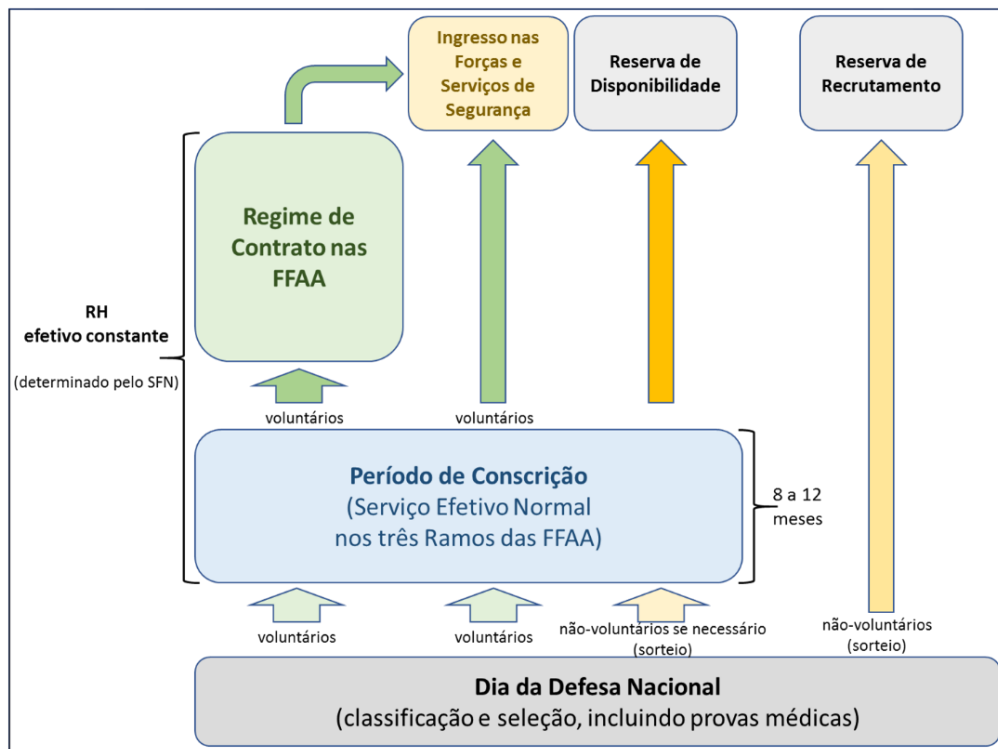 Ingresso nas
Forças e
Serviços de
Segurança
Reserva de
Disponibilidade
Reserva de
Recrutamento
Regime de
Contrato nas
FFAA
RH
efetivo constante
(determinado pelo SFN)
voluntários
voluntários
Período de Conscrição
(Serviço Efetivo Normal
nos três Ramos das FFAA)
8 a 12
meses
voluntários
voluntários
não-voluntários se necessário
(sorteio)
não-voluntários
(sorteio)
Dia da Defesa Nacional
(classificação e seleção, incluindo provas médicas)